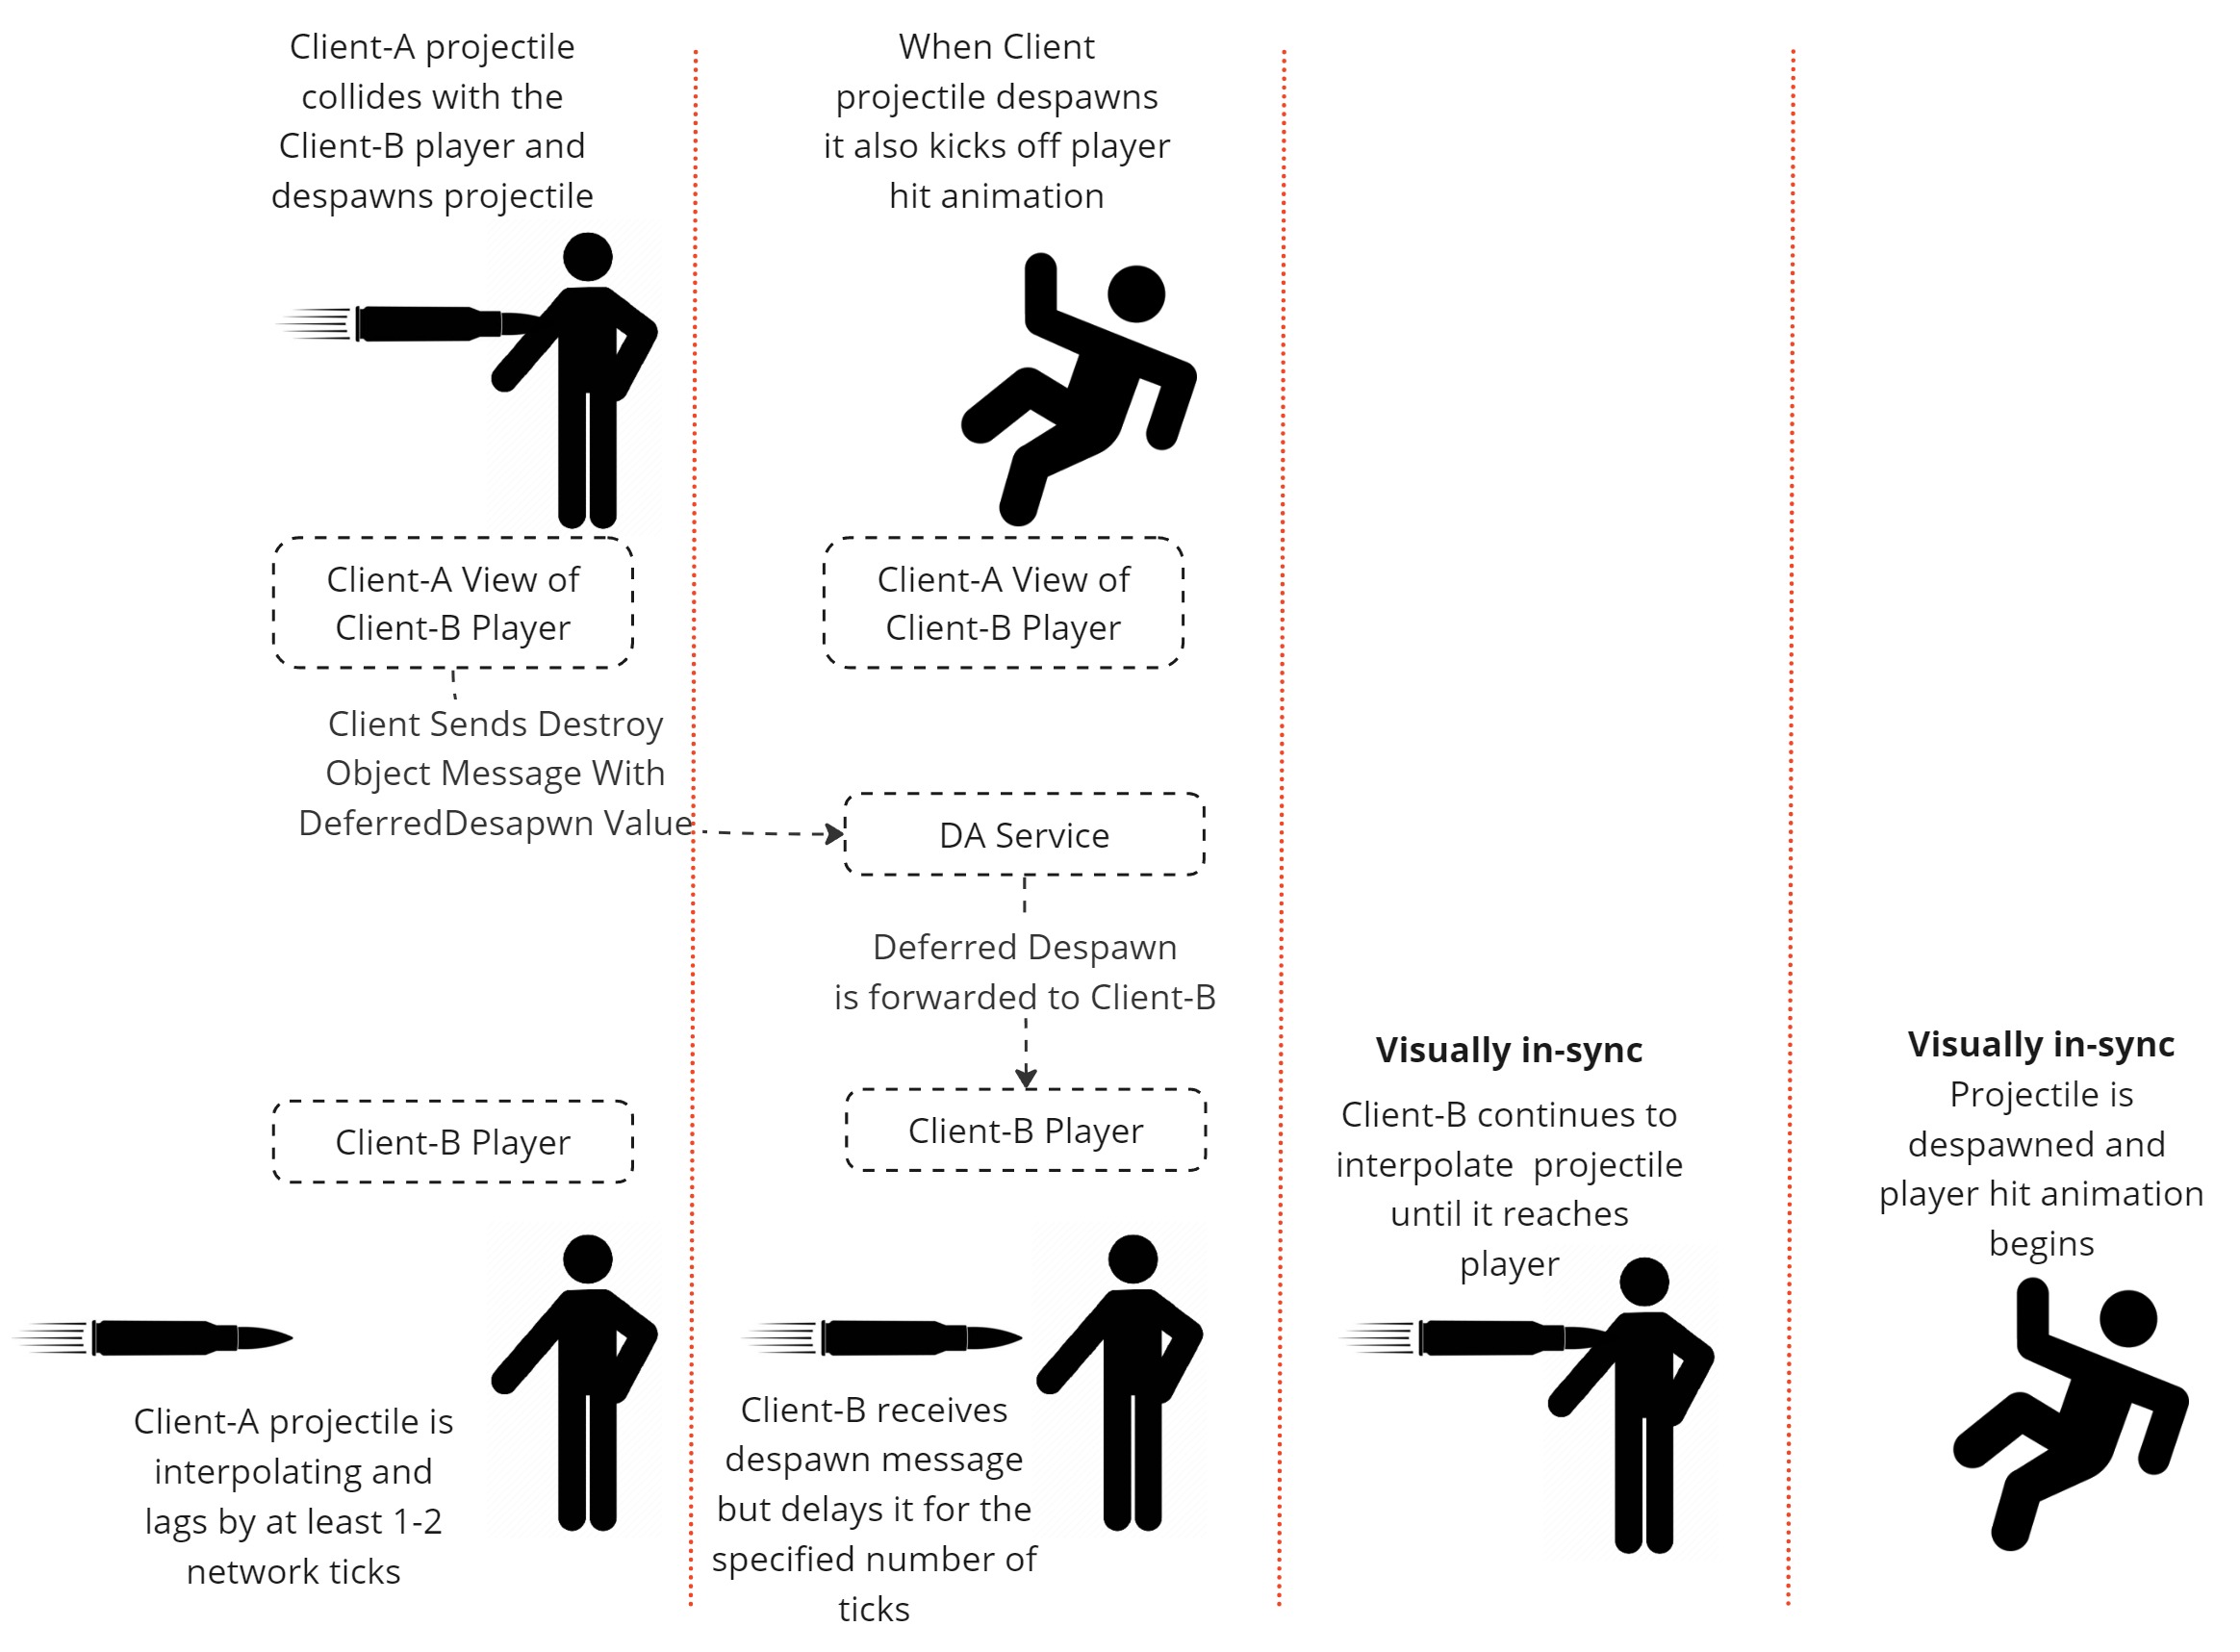 Client-A projectile
collides with the
Client-B player and
despawns projectile
When Client
projectile despawns
it also kicks off player
hit animation
Client-A View of
Client-B Player
Client-A View of
Client-B Player
Client Sends Destroy
Object Message With
DeferredDesapwn Value
DA Service
Deferred Despawn
is forwarded to Client-B
Client-B Player
Client-B Player
Visually in-sync
Client-B continues to
interpolate projectile
until it reaches
player
Visually in-sync
Projectile is
despawned and
player hit animation
begins
Client-A projectile is
interpolating and
lags by at least 1-2
network ticks
Client-B receives
despawn message
but delays it for the
specified number of
ticks